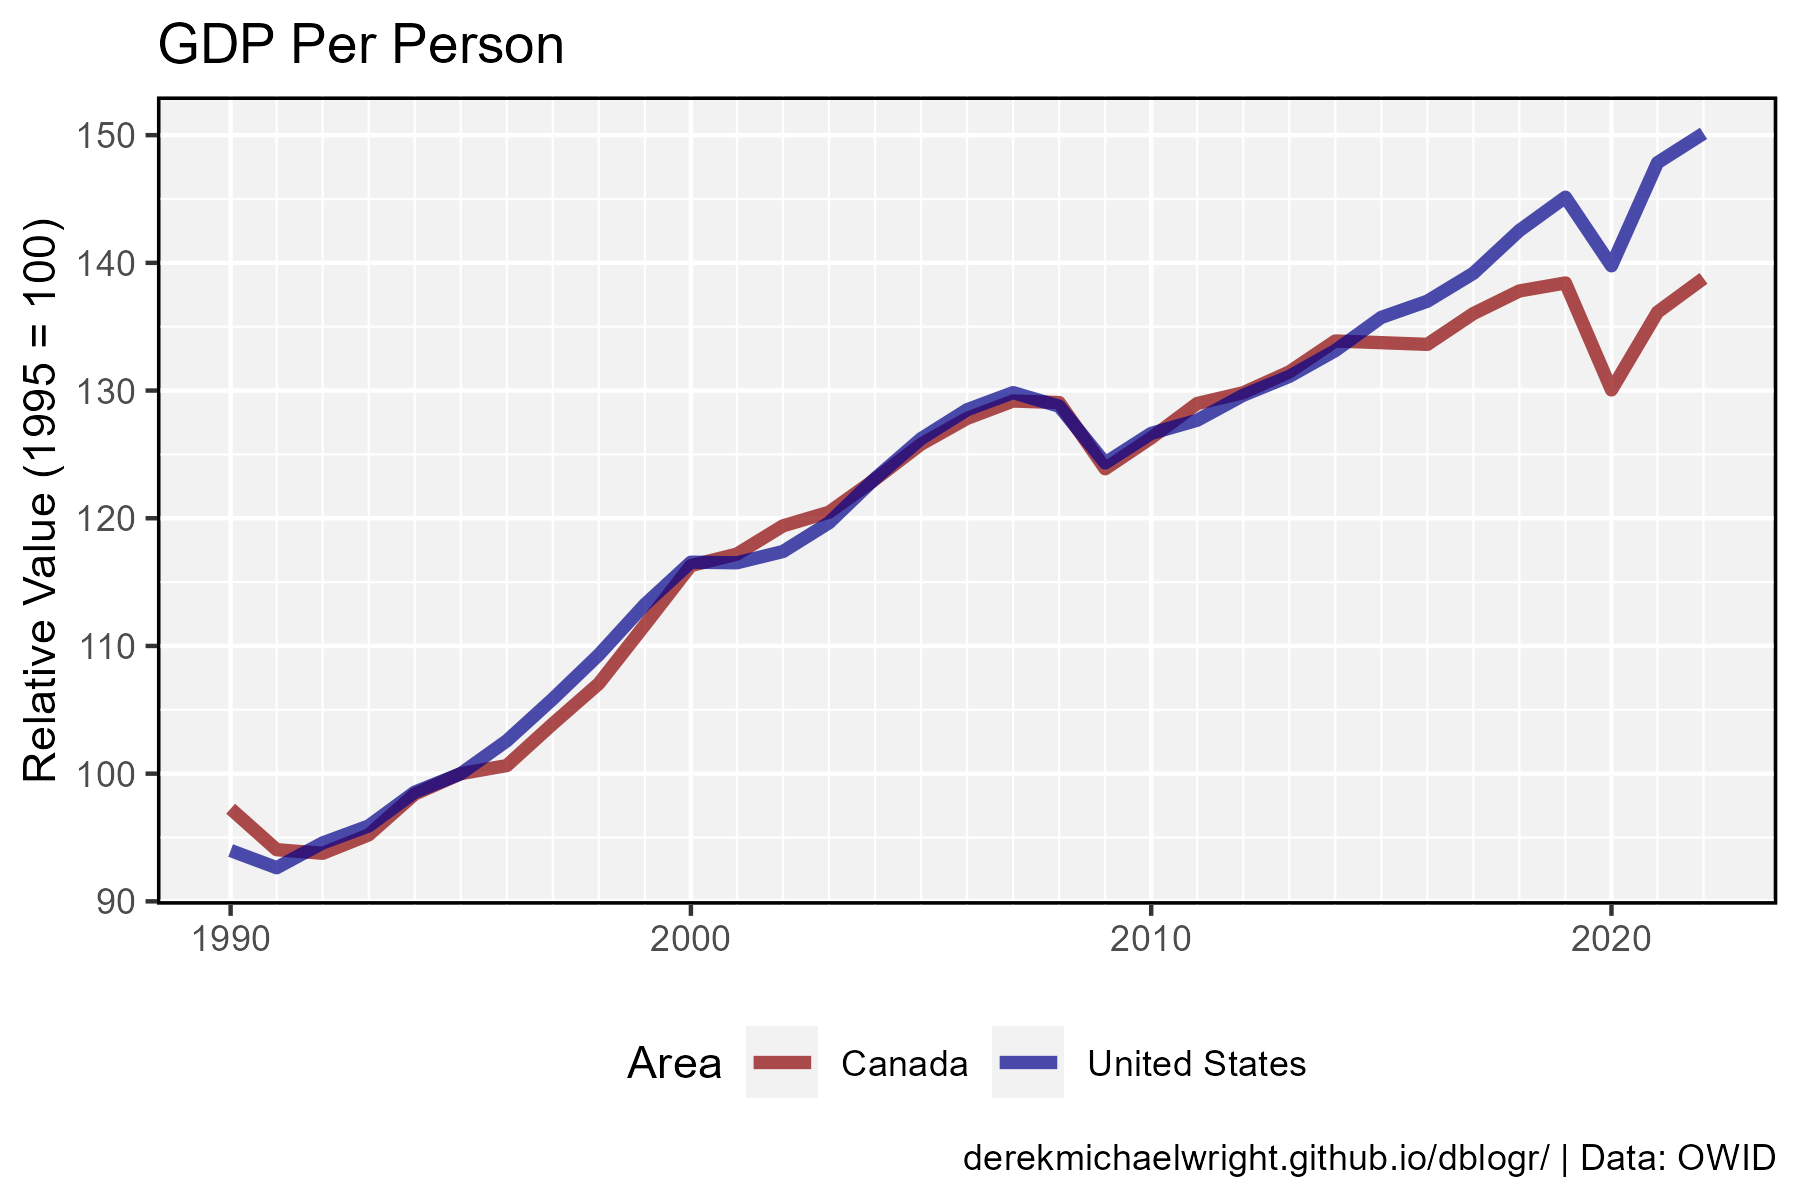 GDP Per Person
Relative Value (1995 = 100)
150
140
130
120
110
100
90
1990 2000 2010 2020
Area Canada United States
derekmichaelwright.github.io/dblogr/ | Data: OWID